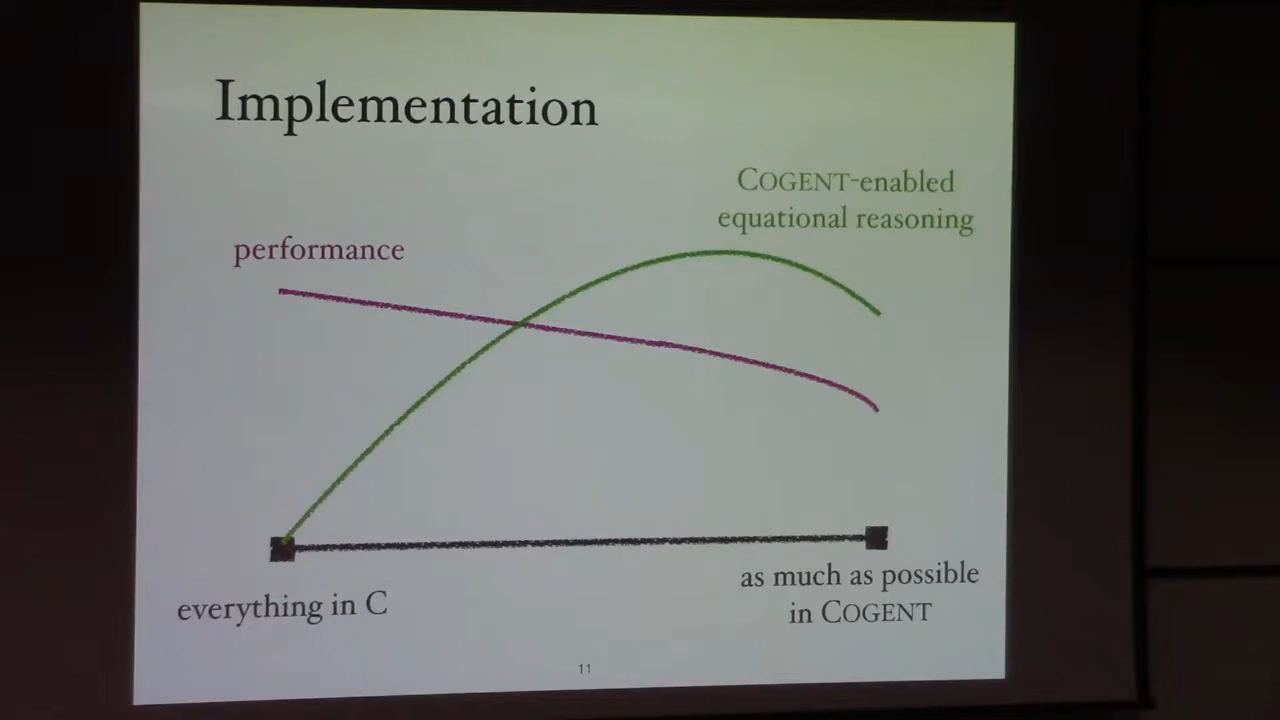 Implementation
COGENT-enabled
equational reasoning
performance
everything in C
as much as possible
in COGENT
11